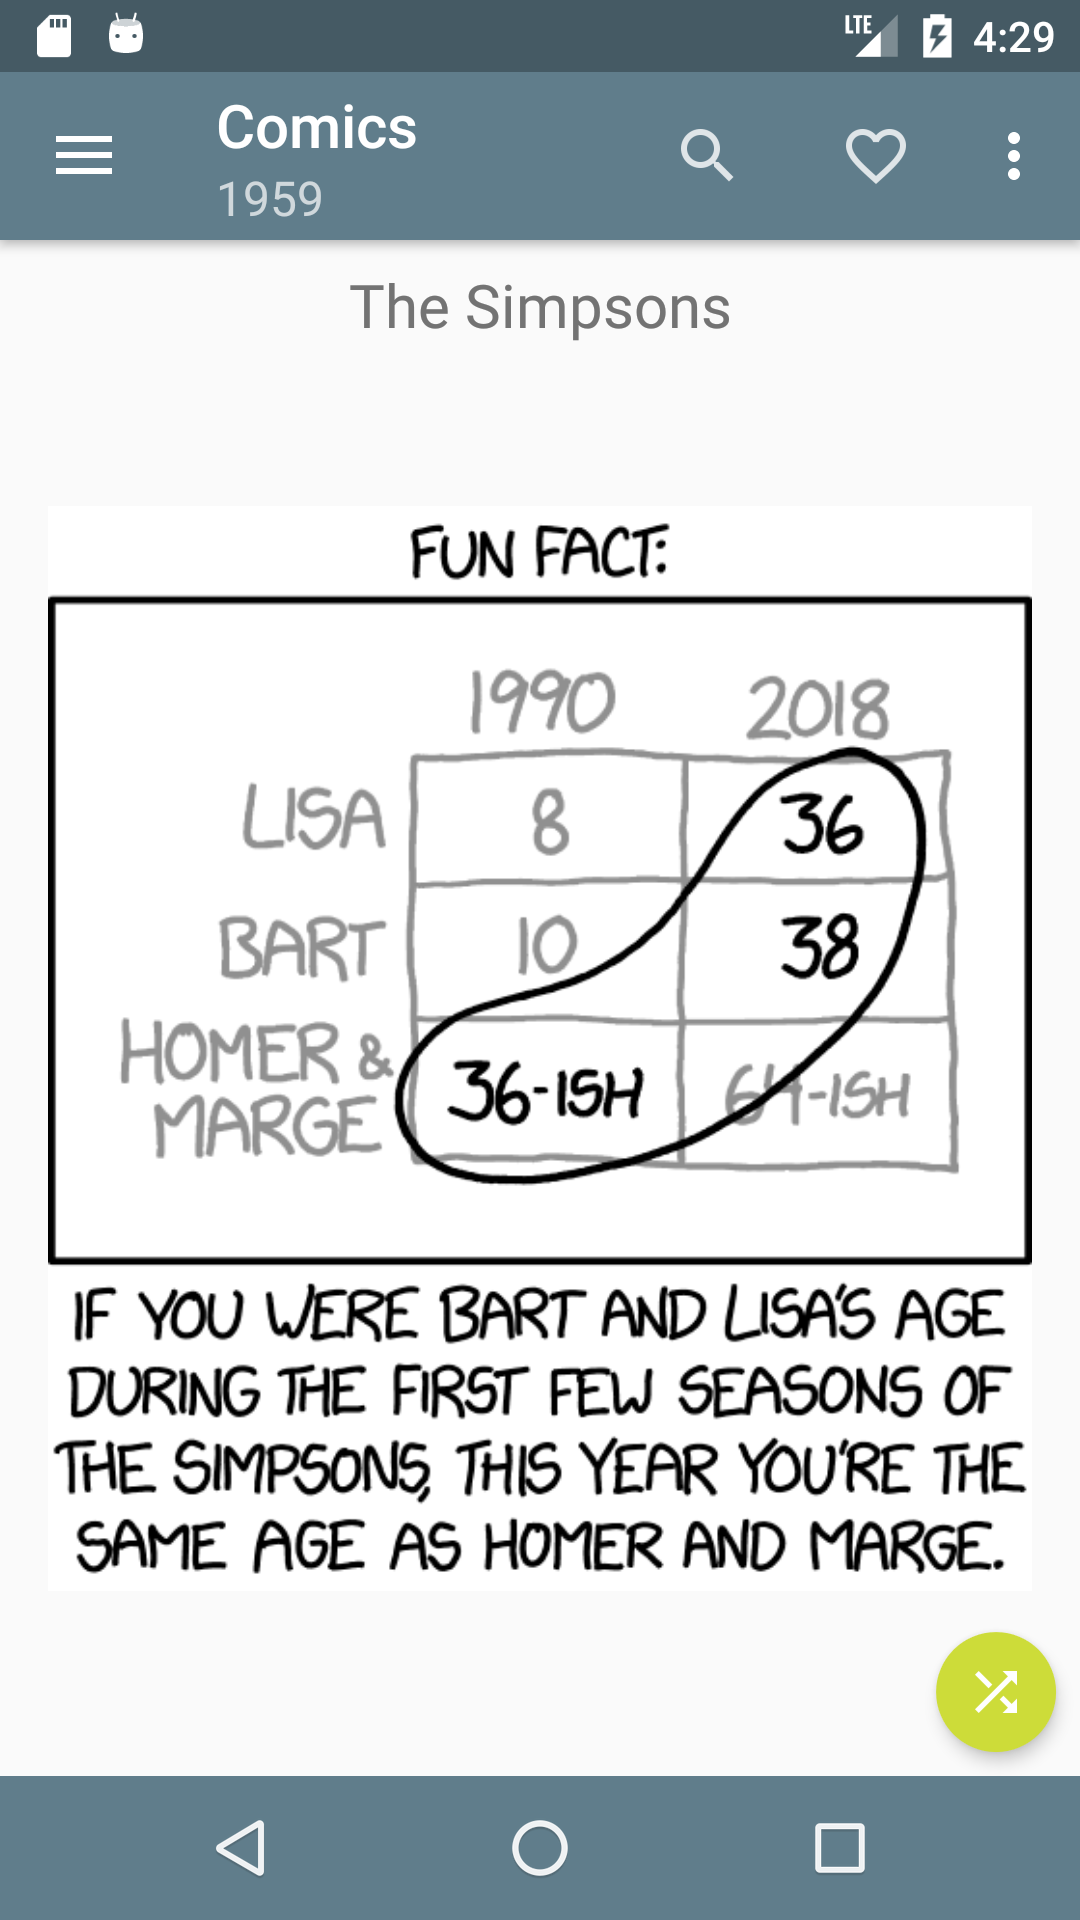 LTE 4:29
Comics
1959
The Simpsons
FUN FACT:
1990 2018
LISA 8 36
BART 10 38
HOMER &
MARGE 36-ISH 64-ISH
IF YOU WERE BART AND LISA'S AGE
DURING THE FIRST FEW SEASONS OF
THE SIMPSONS, THIS YEAR YOU'RE THE
SAME AGE AS HOMER AND MARGE.